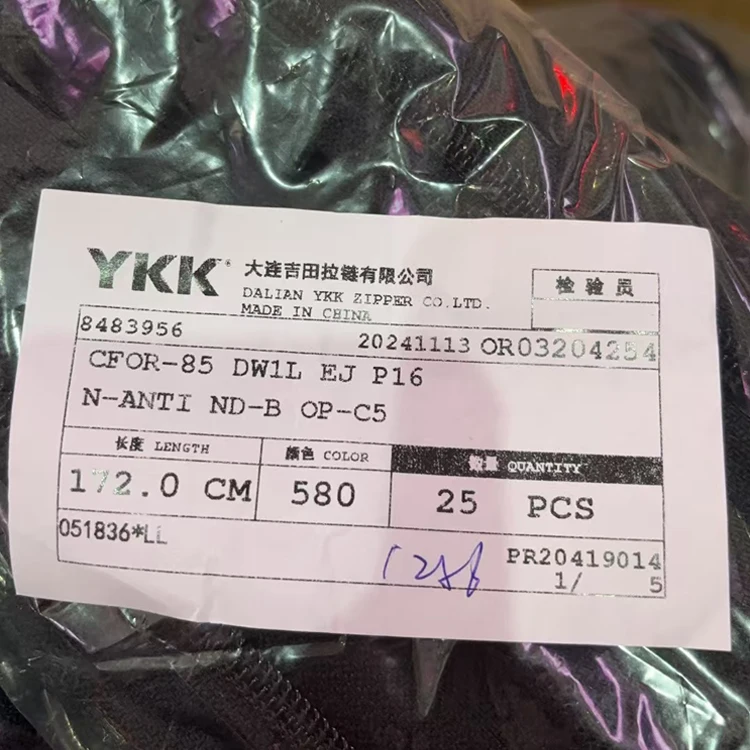 YKK® 大连吉田拉链有限公司
DALIAN YKK ZIPPER CO.LTD.
MADE IN CHINA
检验员
8483956
20241113 OR03204254
CFOR-85 DW1L EJ P16
N-ANTI ND-B OP-C5
长度 LENGTH 颜色 COLOR 数量 QUANTITY
172.0 CM 580 25 PCS
051836*LL
PR204190145
1/ 5